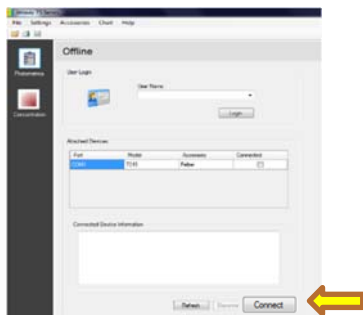 File Settings Accessories Chart Help
Offline
Photometrics
Concentration
User Login
User Name
Login
Attached Devices
Port Model Accessory Connected
COM1
Connected Device Information
Refresh Connect